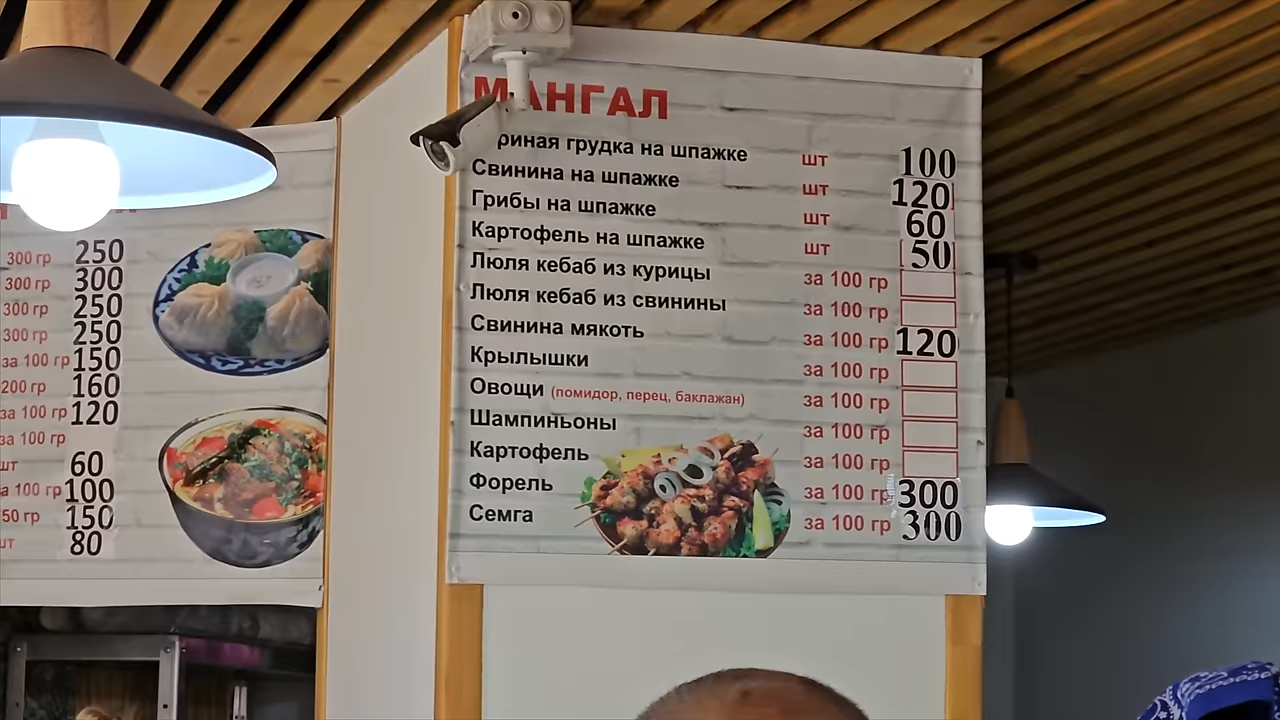 300 гр 250
300 гр 300
300 гр 250
300 гр 250
за 100 гр 150
200 гр 160
за 100 гр 120
за 100 гр
шт 60
а 100 гр 100
50 гр 150
шт 80
МАНГАЛ
риная грудка на шпажке шт 100
Свинина на шпажке шт 120
Грибы на шпажке шт 60
Картофель на шпажке шт 50
Люля кебаб из курицы за 100 гр
Люля кебаб из свинины за 100 гр
Свинина мякоть за 100 гр 120
Крылышки за 100 гр
Овощи (помидор, перец, баклажан) за 100 гр
Шампиньоны за 100 гр
Картофель за 100 гр
Форель за 100 гр 300
Семга за 100 гр 300